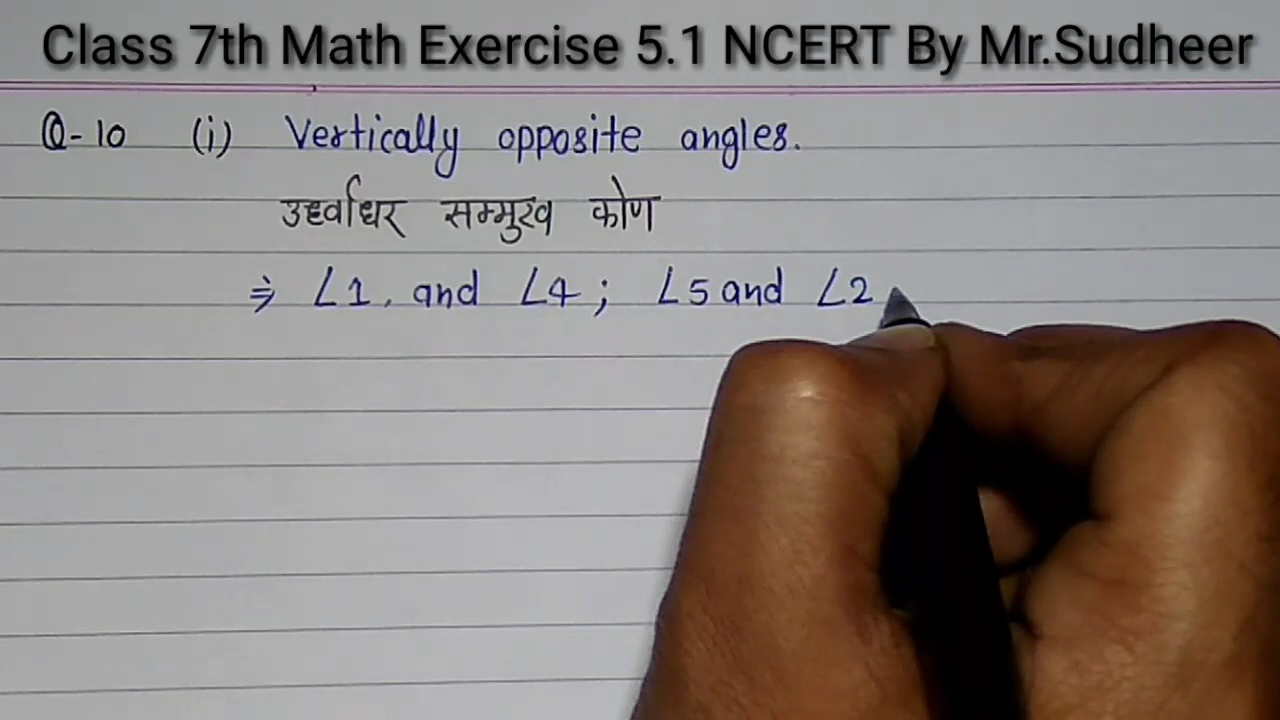 Class 7th Math Exercise 5.1 NCERT By Mr.Sudheer
Q-10 (i) Vertically opposite angles.
उर्ध्वाधर सम्मुख कोण
⇒ ∠1, and ∠4; ∠5 and ∠2